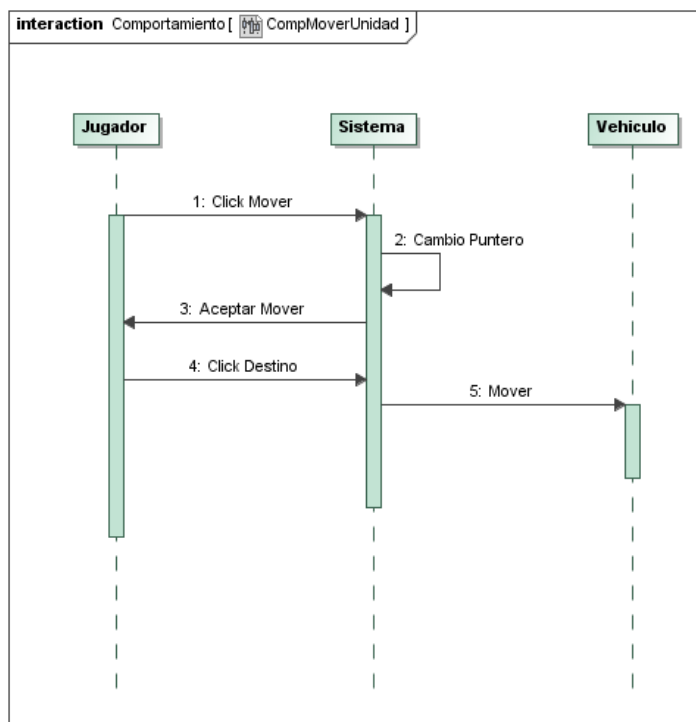 interaction Comportamiento [ CompMoverUnidad ]
Jugador
Sistema
Vehiculo
1: Click Mover
2: Cambio Puntero
3: Aceptar Mover
4: Click Destino
5: Mover